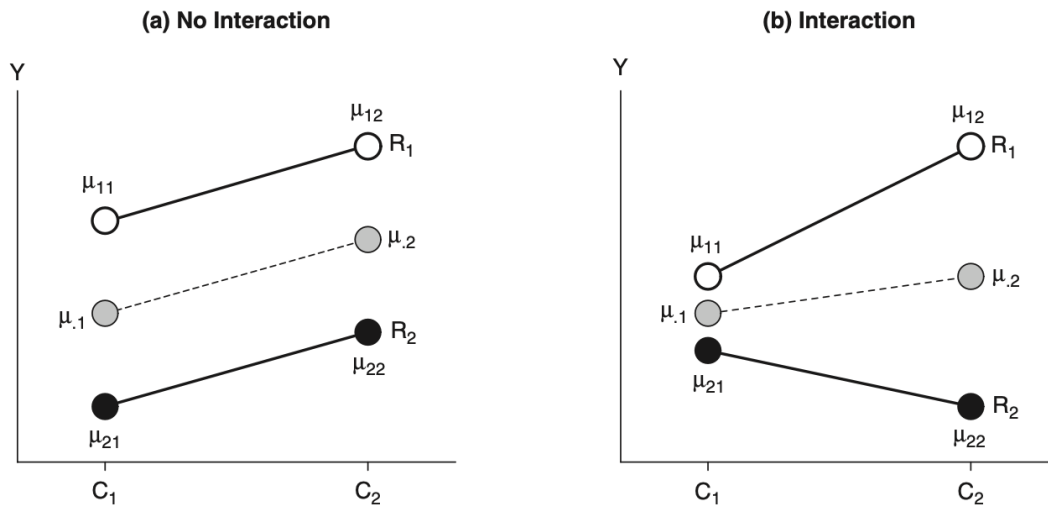 (a) No Interaction
Y
μ₁₂
R₁
μ₁₁
μ.₂
μ.₁
R₂
μ₂₂
μ₂₁
C₁ C₂
(b) Interaction
Y
μ₁₂
R₁
μ₁₁
μ.₂
μ.₁
μ₂₁
R₂
μ₂₂
C₁ C₂